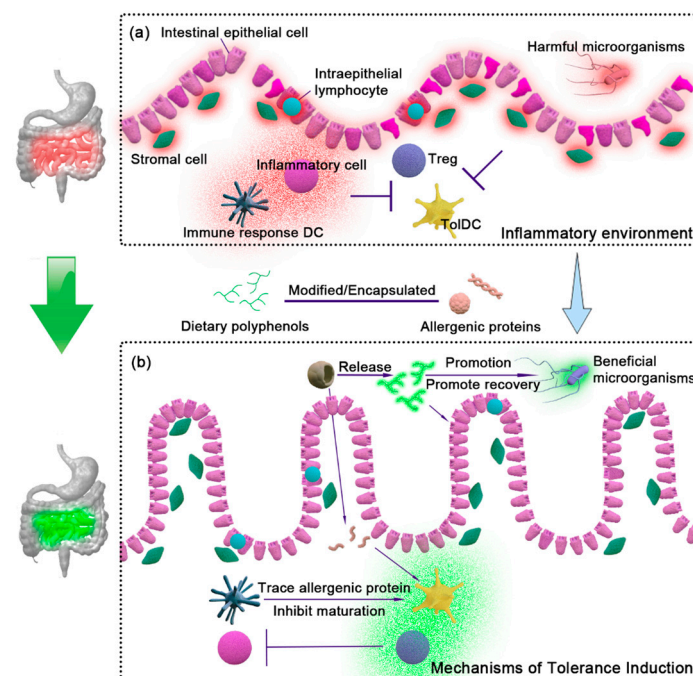 (a)
Intestinal epithelial cell
Harmful microorganisms
Intraepithelial
lymphocyte
Stromal cell
Inflammatory cell
Treg
Immune response DC
TolDC
Inflammatory environment
Modified/Encapsulated
Dietary polyphenols
Allergenic proteins
(b)
Release
Promotion
Promote recovery
Beneficial
microorganisms
Trace allergenic protein
Inhibit maturation
Mechanisms of Tolerance Induction